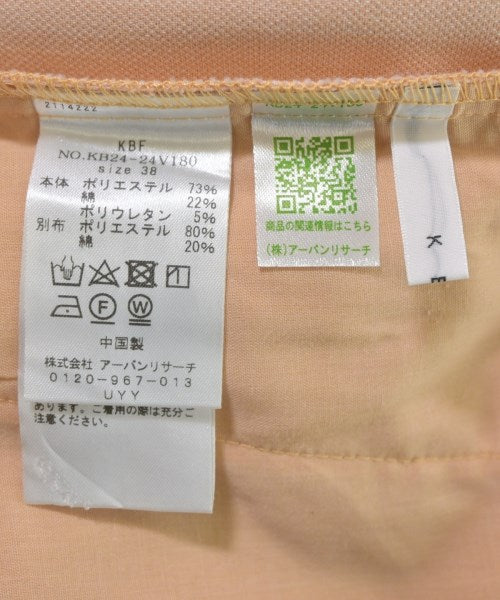 2114222
KBF
NO.KB24-24V180
size 38
本体 ポリエステル 73%
綿 22%
ポリウレタン 5%
別布 ポリエステル 80%
綿 20%
F W
中国製
株式会社 アーバンリサーチ
0120-967-013
UYY
あります。ご着用の際は充分ご
注意ください。
商品の関連情報はこちら
(株)アーバンリサーチ
K